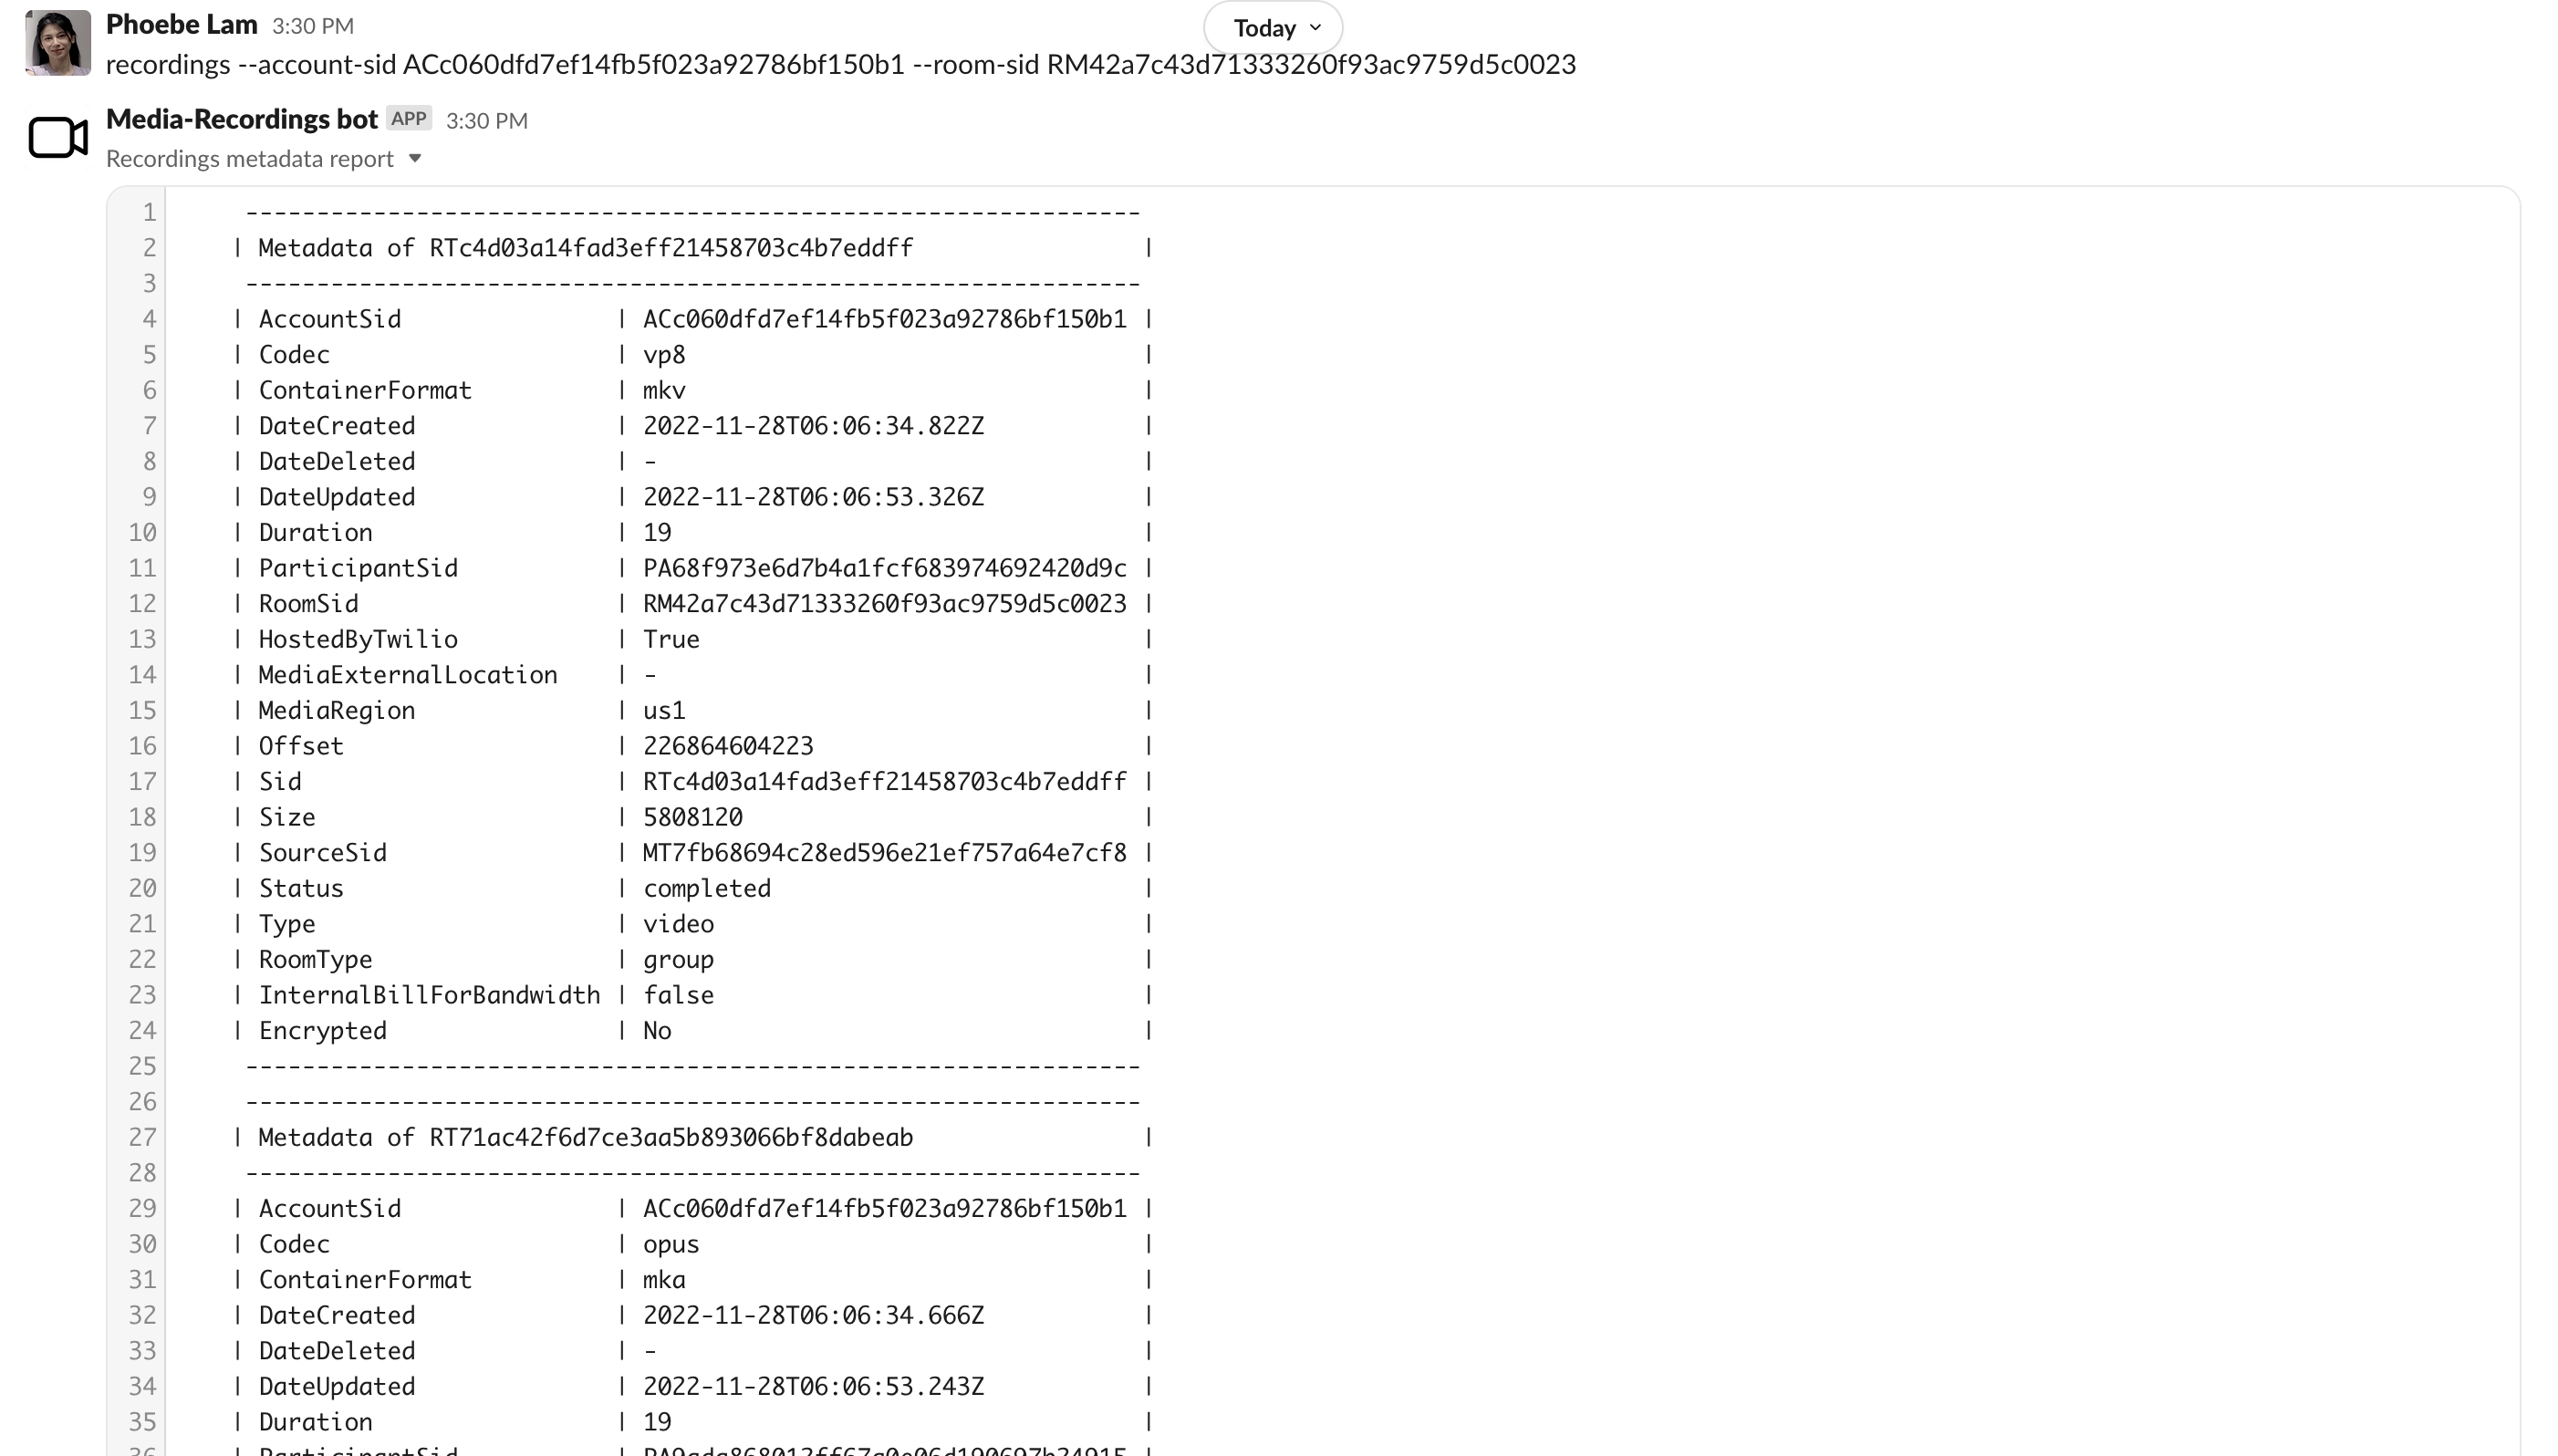 Phoebe Lam 3:30 PM
Today
recordings --account-sid ACc060dfd7ef14fb5f023a92786bf150b1 --room-sid RM42a7c43d71333260f93ac9759d5c0023
Media-Recordings bot APP 3:30 PM
Recordings metadata report
1 ---------------------------------------------------------------
2 | Metadata of RTc4d03a14fad3eff21458703c4b7eddff |
3 ---------------------------------------------------------------
4 | AccountSid | ACc060dfd7ef14fb5f023a92786bf150b1 |
5 | Codec | vp8 |
6 | ContainerFormat | mkv |
7 | DateCreated | 2022-11-28T06:06:34.822Z |
8 | DateDeleted | - |
9 | DateUpdated | 2022-11-28T06:06:53.326Z |
10 | Duration | 19 |
11 | ParticipantSid | PA68f973e6d7b4a1fcf683974692420d9c |
12 | RoomSid | RM42a7c43d71333260f93ac9759d5c0023 |
13 | HostedByTwilio | True |
14 | MediaExternalLocation | - |
15 | MediaRegion | us1 |
16 | Offset | 226864604223 |
17 | Sid | RTc4d03a14fad3eff21458703c4b7eddff |
18 | Size | 5808120 |
19 | SourceSid | MT7fb68694c28ed596e21ef757a64e7cf8 |
20 | Status | completed |
21 | Type | video |
22 | RoomType | group |
23 | InternalBillForBandwidth | false |
24 | Encrypted | No |
25 ---------------------------------------------------------------
26 ---------------------------------------------------------------
27 | Metadata of RT71ac42f6d7ce3aa5b893066bf8dabeab |
28 ---------------------------------------------------------------
29 | AccountSid | ACc060dfd7ef14fb5f023a92786bf150b1 |
30 | Codec | opus |
31 | ContainerFormat | mka |
32 | DateCreated | 2022-11-28T06:06:34.666Z |
33 | DateDeleted | - |
34 | DateUpdated | 2022-11-28T06:06:53.243Z |
35 | Duration | 19 |
36 | ParticipantSid |